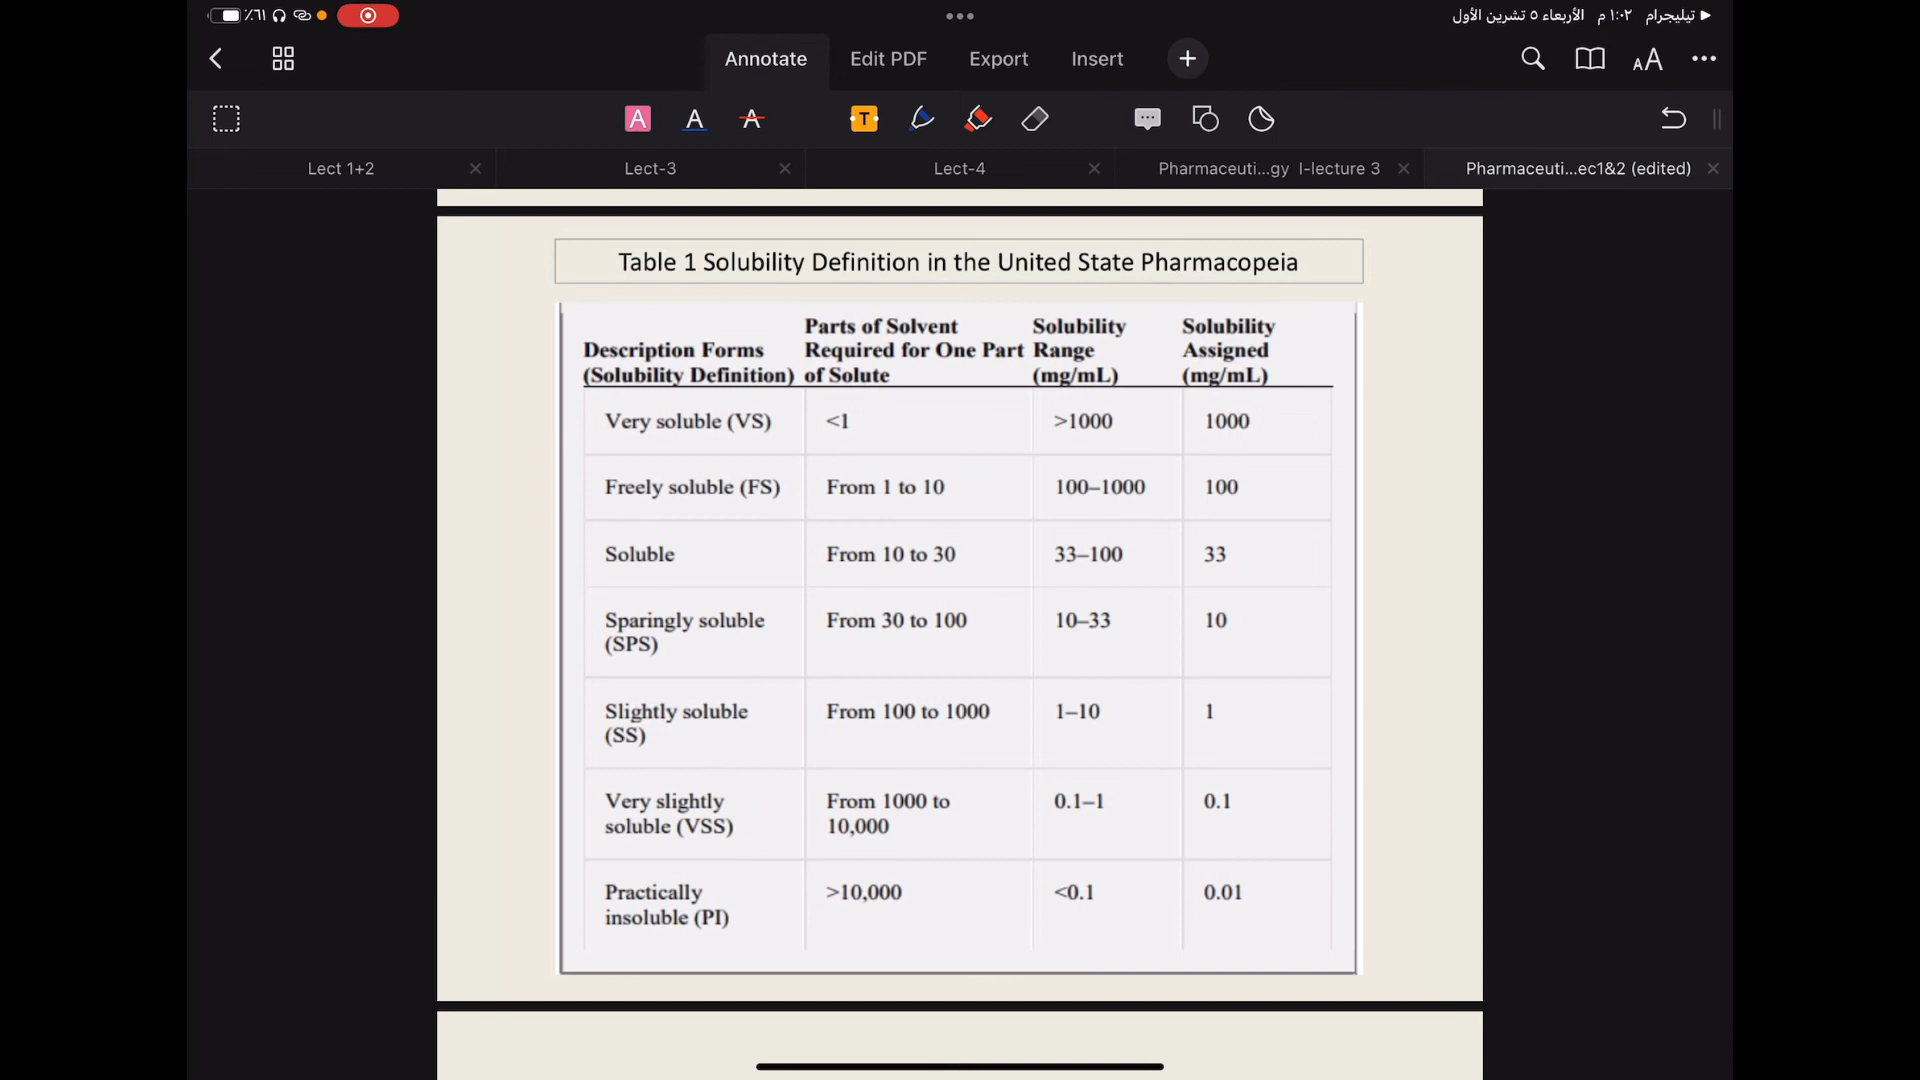 ٪٦١
▸ تيليجرام ١:٠٢ م الأربعاء ٥ تشرين الأول
Annotate Edit PDF Export Insert
Lect 1+2 Lect-3 Lect-4 Pharmaceuti...gy I-lecture 3 Pharmaceuti...ec1&2 (edited)
Table 1 Solubility Definition in the United State Pharmacopeia
Description Forms (Solubility Definition) Parts of Solvent Required for One Part of Solute Solubility Range (mg/mL) Solubility Assigned (mg/mL)
Very soluble (VS) <1 >1000 1000
Freely soluble (FS) From 1 to 10 100–1000 100
Soluble From 10 to 30 33–100 33
Sparingly soluble (SPS) From 30 to 100 10–33 10
Slightly soluble (SS) From 100 to 1000 1–10 1
Very slightly soluble (VSS) From 1000 to 10,000 0.1–1 0.1
Practically insoluble (PI) >10,000 <0.1 0.01